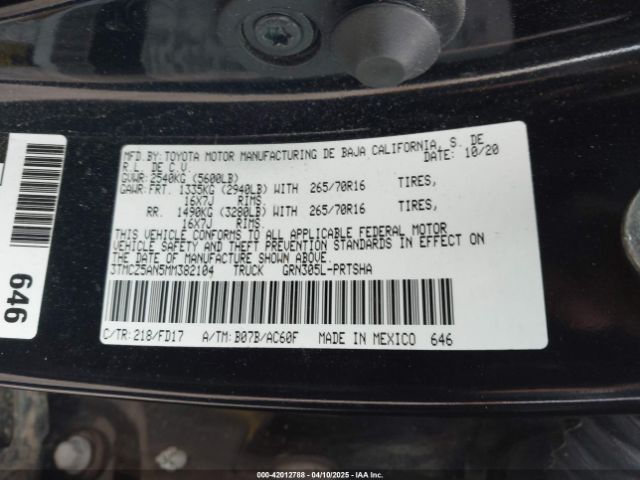 MFD.BY:TOYOTA MOTOR MANUFACTURING DE BAJA CALIFORNIA, S. DE
R.L. DE C.V. DATE: 10/20
GVWR:2540KG (5600LB)
GAWR:FRT. 1335KG (2940LB) WITH 265/70R16 TIRES,
16X7J RIMS
RR. 1490KG (3280LB) WITH 265/70R16 TIRES,
16X7J RIMS
THIS VEHICLE CONFORMS TO ALL APPLICABLE FEDERAL MOTOR
VEHICLE SAFETY AND THEFT PREVENTION STANDARDS IN EFFECT ON
THE DATE OF MANUFACTURE SHOWN ABOVE.
3TMCZ5AN5MM382104 TRUCK GRN305L-PRTSHA
C/TR:218/FD17 A/TM:B07B/AC60F MADE IN MEXICO 646
646
000-42012788 - 04/10/2025 - IAAI.COM